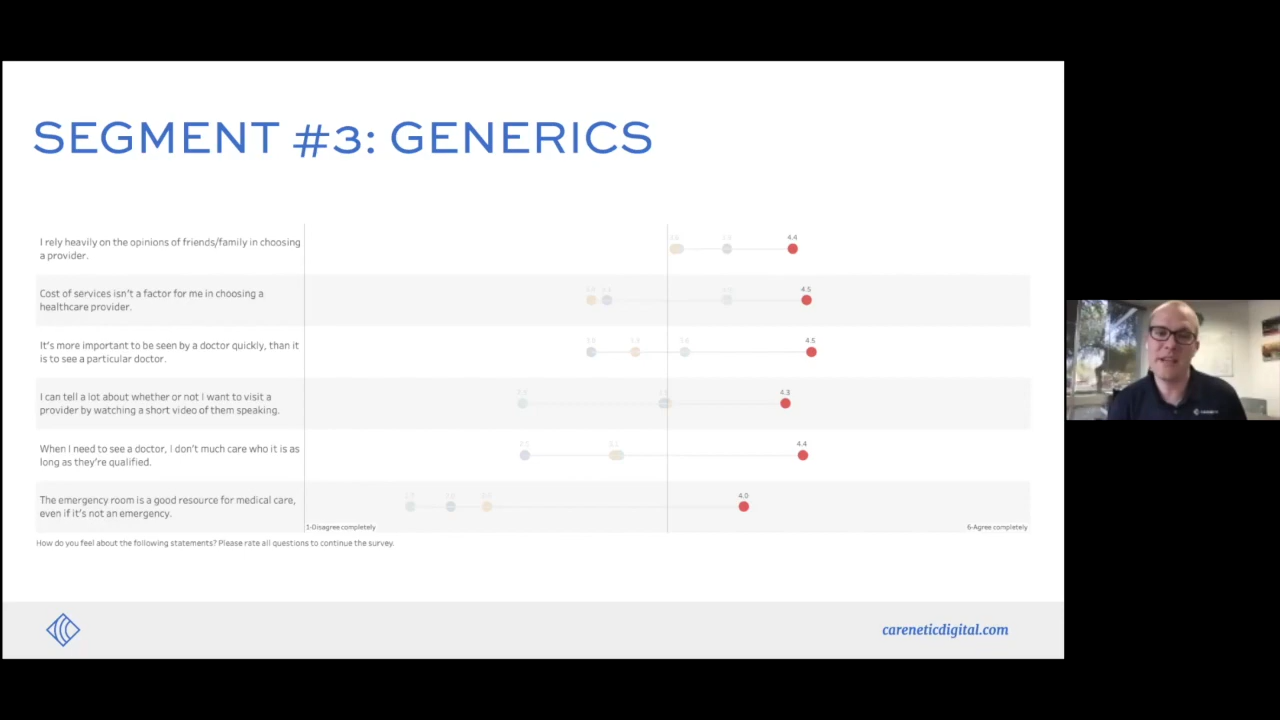 SEGMENT #3: GENERICS
I rely heavily on the opinions of friends/family in choosing
a provider.
4.4
Cost of services isn't a factor for me in choosing a
healthcare provider.
4.5
It's more important to be seen by a doctor quickly, than it
is to see a particular doctor.
4.5
I can tell a lot about whether or not I want to visit a
provider by watching a short video of them speaking.
4.3
When I need to see a doctor, I don't much care who it is as
long as they're qualified.
4.4
The emergency room is a good resource for medical care,
even if it's not an emergency.
4.0
1-Disagree completely
6-Agree completely
How do you feel about the following statements? Please rate all questions to continue the survey.
careneticdigital.com